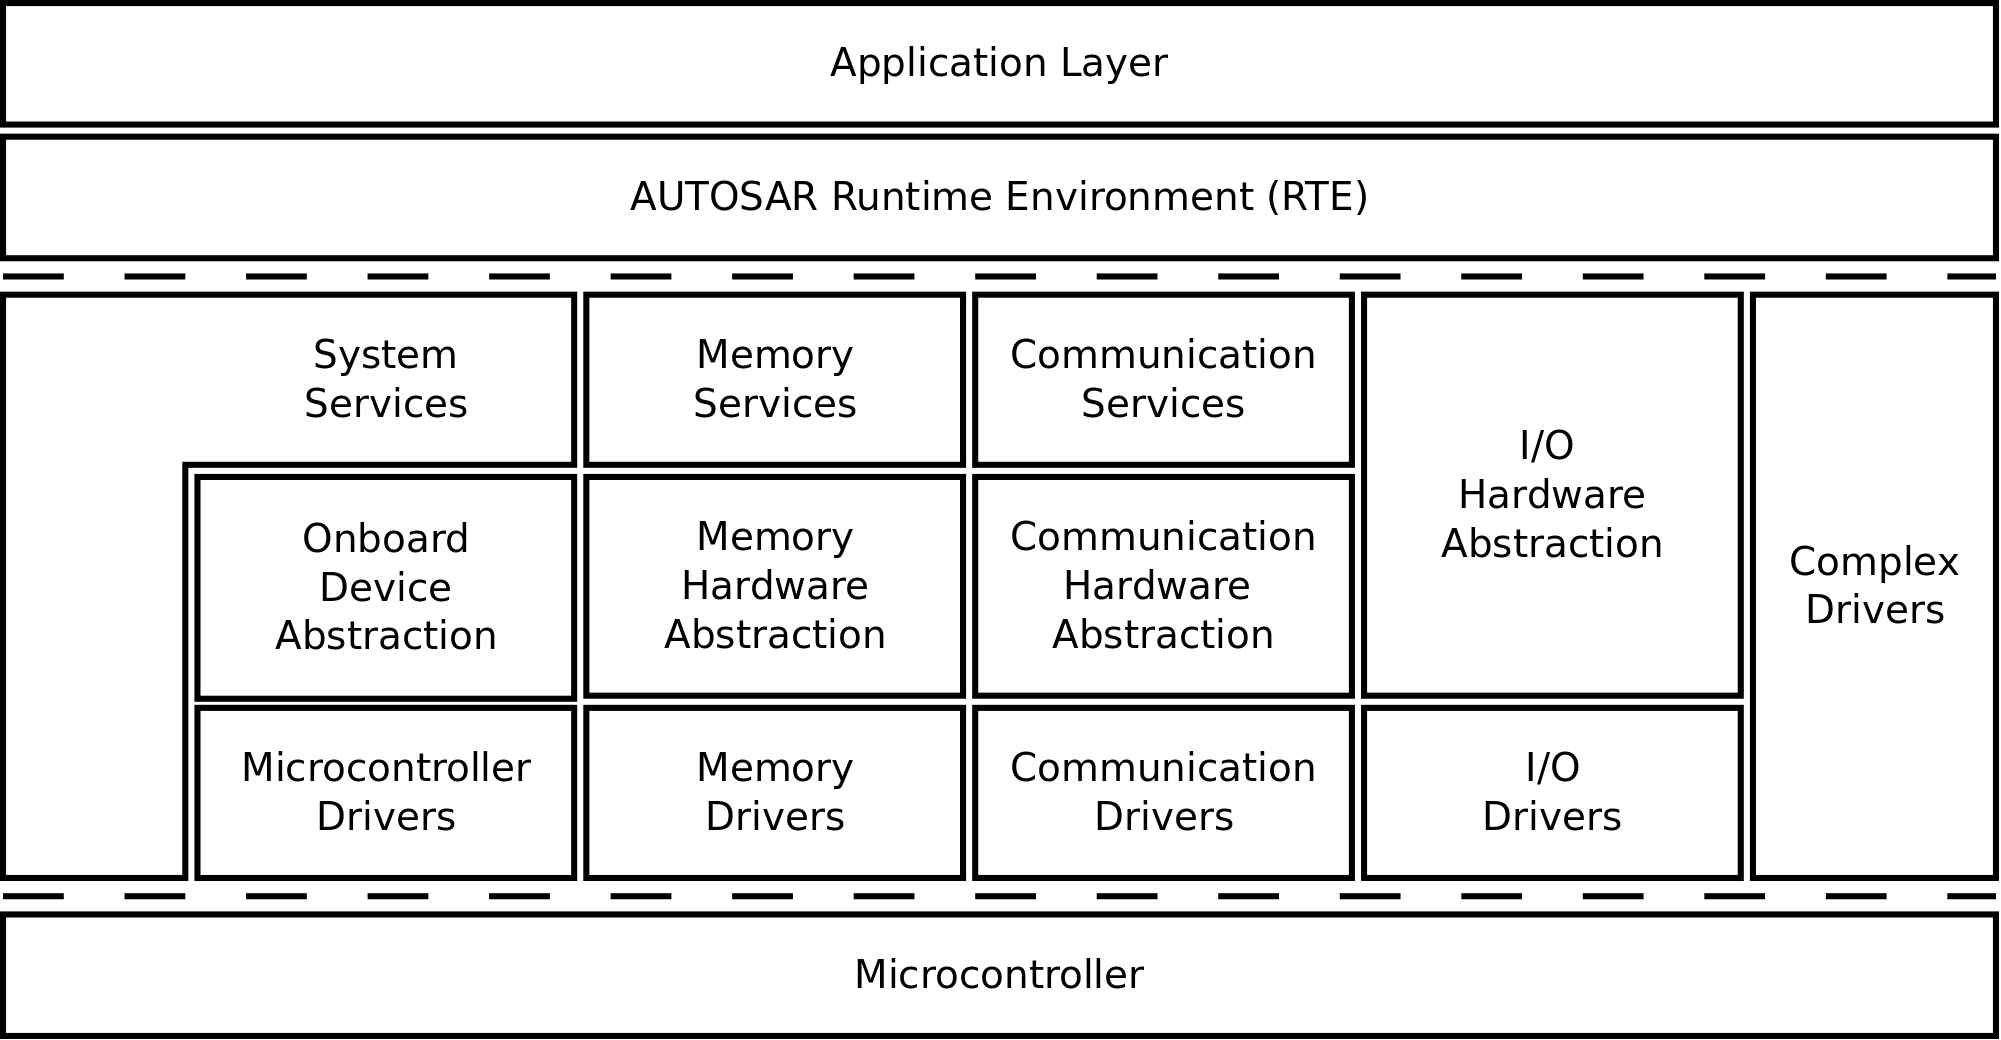 Application Layer
AUTOSAR Runtime Environment (RTE)
System
Services
Memory
Services
Communication
Services
I/O
Hardware
Abstraction
Complex
Drivers
Onboard
Device
Abstraction
Memory
Hardware
Abstraction
Communication
Hardware
Abstraction
Microcontroller
Drivers
Memory
Drivers
Communication
Drivers
I/O
Drivers
Microcontroller